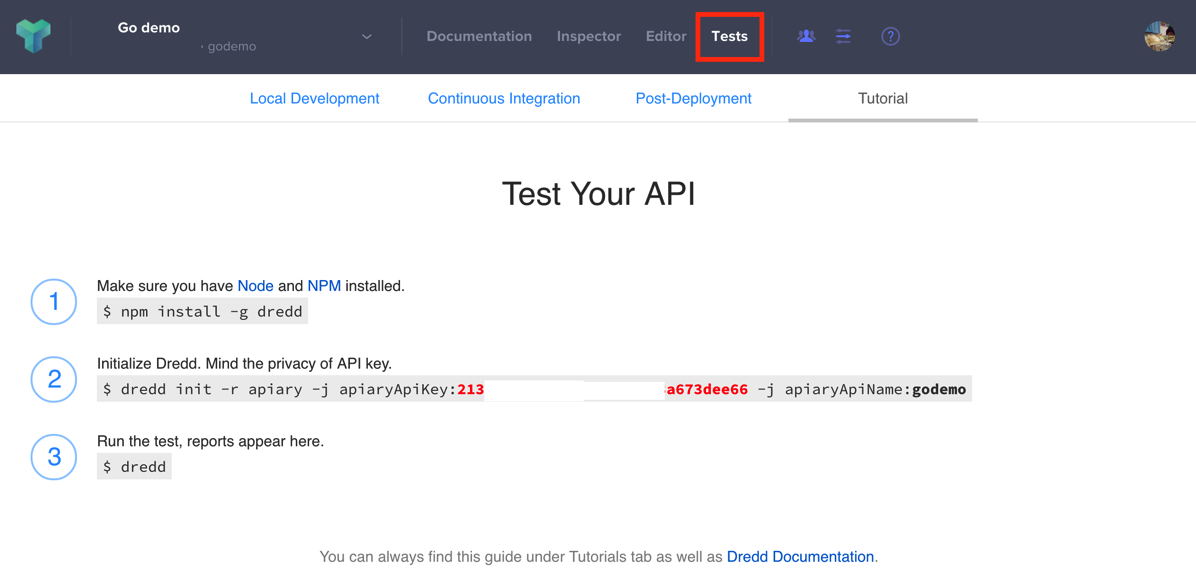 Go demo
· godemo
Documentation Inspector Editor Tests
Local Development Continuous Integration Post-Deployment Tutorial
Test Your API
1
Make sure you have Node and NPM installed.
$ npm install -g dredd
2
Initialize Dredd. Mind the privacy of API key.
$ dredd init -r apiary -j apiaryApiKey:213 a673dee66 -j apiaryApiName:godemo
3
Run the test, reports appear here.
$ dredd
You can always find this guide under Tutorials tab as well as Dredd Documentation.